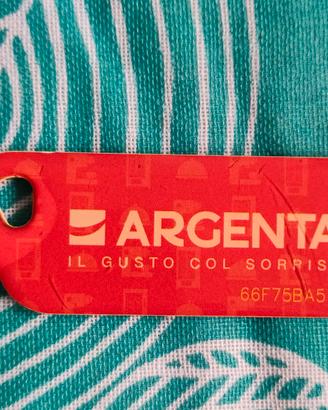 ARGENTA
IL GUSTO COL SORRIS
66F75BA5